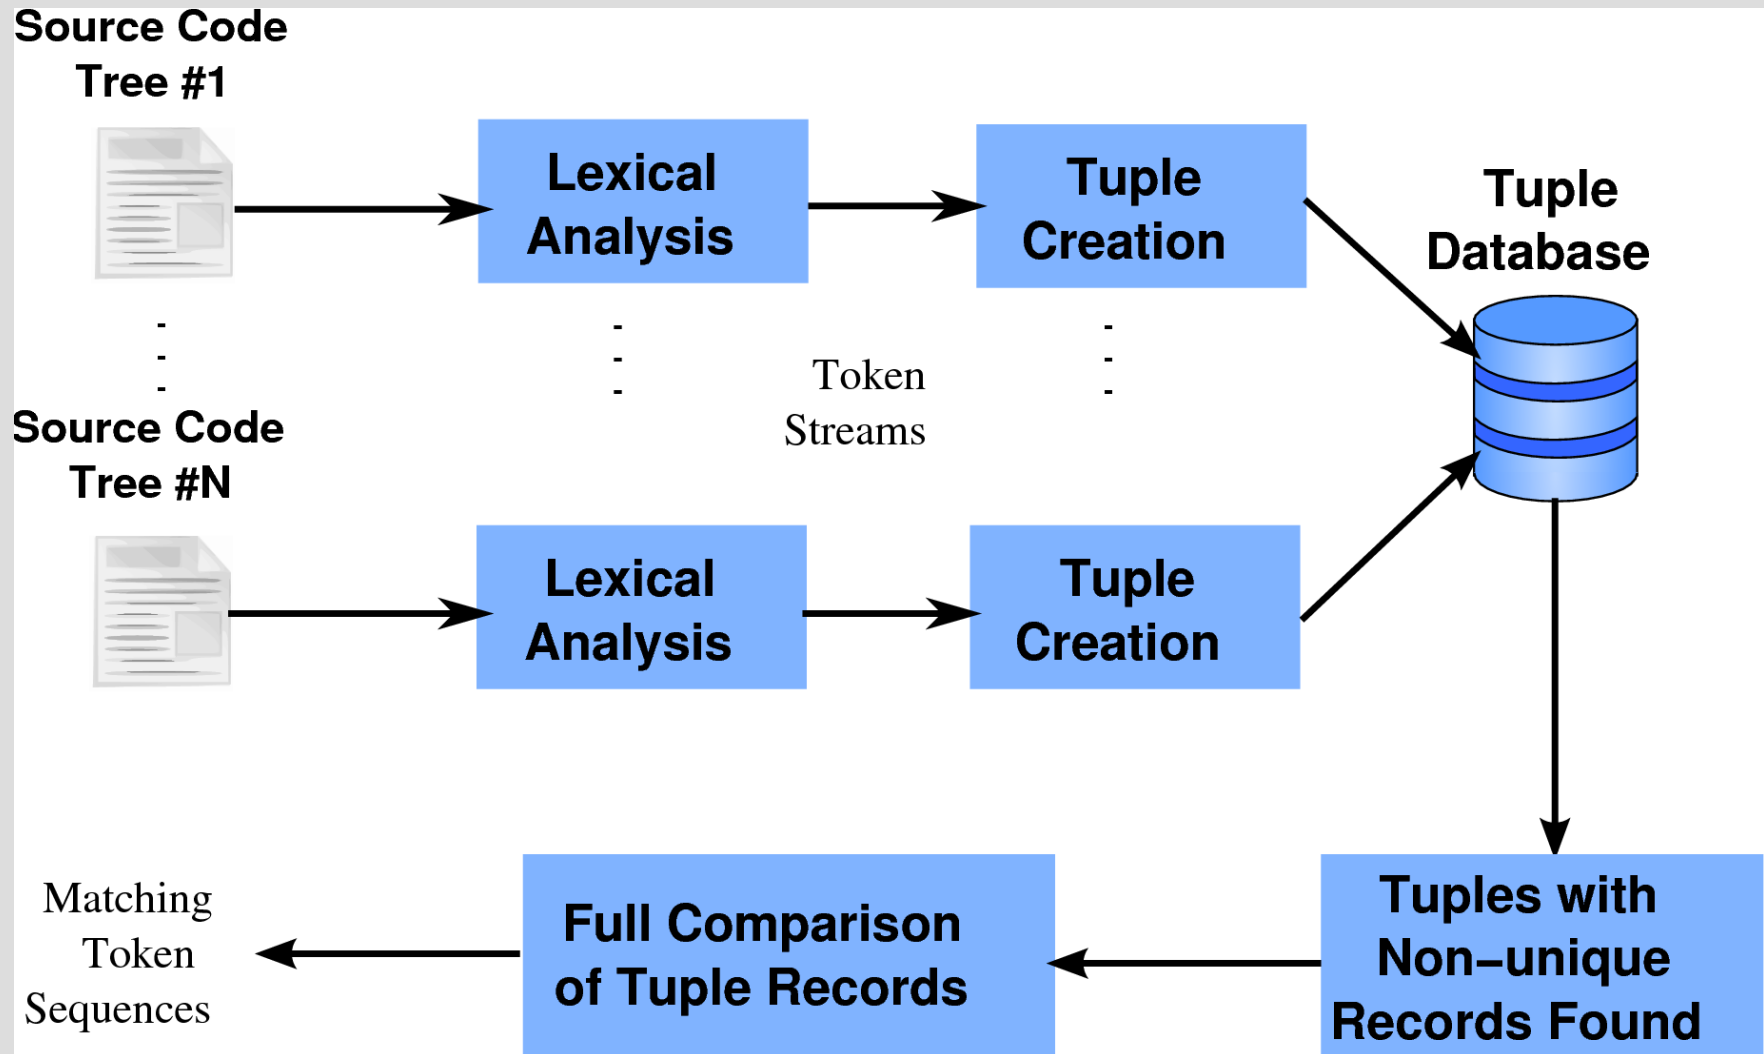 Source Code
Tree #1
Lexical
Analysis
Tuple
Creation
Tuple
Database
Token
Streams
Source Code
Tree #N
Lexical
Analysis
Tuple
Creation
Matching
Token
Sequences
Full Comparison
of Tuple Records
Tuples with
Non−unique
Records Found